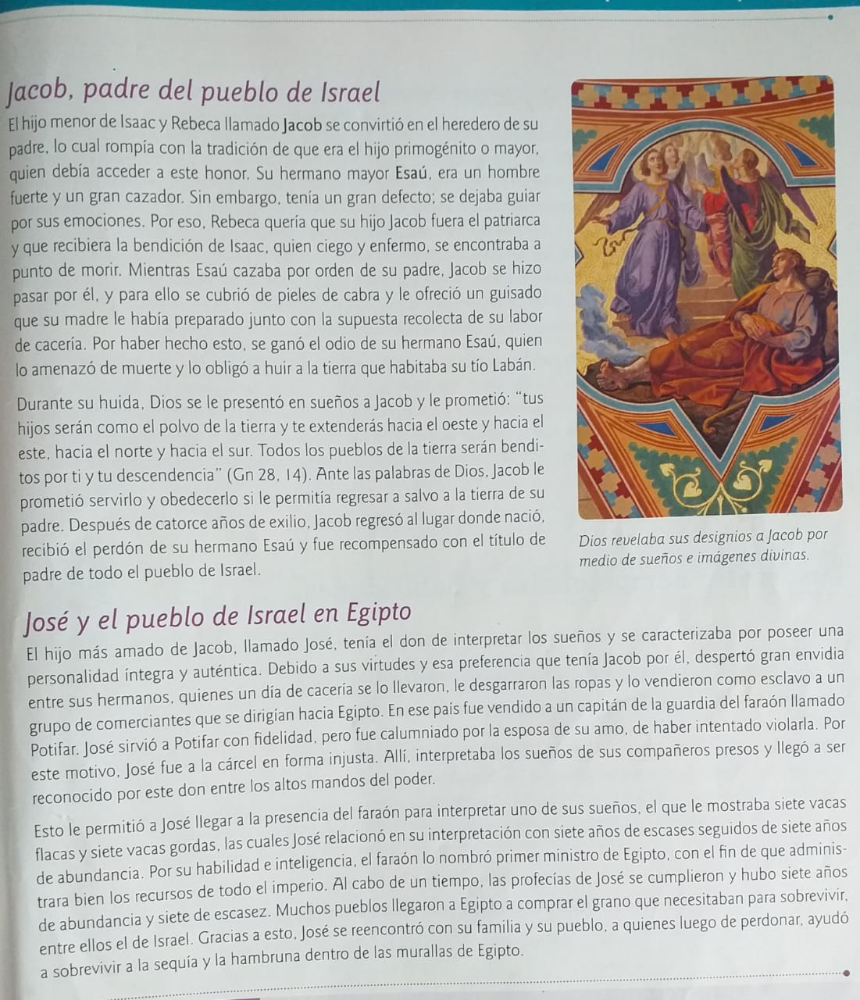 Jacob, padre del pueblo de Israel
El hijo menor de Isaac y Rebeca llamado Jacob se convirtió en el heredero de su
padre, lo cual rompía con la tradición de que era el hijo primogénito o mayor,
quien debía acceder a este honor. Su hermano mayor Esaú, era un hombre
fuerte y un gran cazador. Sin embargo, tenía un gran defecto; se dejaba guiar
por sus emociones. Por eso, Rebeca quería que su hijo Jacob fuera el patriarca
y que recibiera la bendición de Isaac, quien ciego y enfermo, se encontraba a
punto de morir. Mientras Esaú cazaba por orden de su padre, Jacob se hizo
pasar por él, y para ello se cubrió de pieles de cabra y le ofreció un guisado
que su madre le había preparado junto con la supuesta recolecta de su labor
de cacería. Por haber hecho esto, se ganó el odio de su hermano Esaú, quien
lo amenazó de muerte y lo obligó a huir a la tierra que habitaba su tío Labán.
Durante su huida, Dios se le presentó en sueños a Jacob y le prometió: “tus
hijos serán como el polvo de la tierra y te extenderás hacia el oeste y hacia el
este, hacia el norte y hacia el sur. Todos los pueblos de la tierra serán bendi-
tos por ti y tu descendencia” (Gn 28, 14). Ante las palabras de Dios, Jacob le
prometió servirlo y obedecerlo si le permitía regresar a salvo a la tierra de su
padre. Después de catorce años de exilio, Jacob regresó al lugar donde nació,
recibió el perdón de su hermano Esaú y fue recompensado con el título de
padre de todo el pueblo de Israel.
Dios revelaba sus designios a Jacob por
medio de sueños e imágenes divinas.
José y el pueblo de Israel en Egipto
El hijo más amado de Jacob, llamado José, tenía el don de interpretar los sueños y se caracterizaba por poseer una
personalidad íntegra y auténtica. Debido a sus virtudes y esa preferencia que tenía Jacob por él, despertó gran envidia
entre sus hermanos, quienes un día de cacería se lo llevaron, le desgarraron las ropas y lo vendieron como esclavo a un
grupo de comerciantes que se dirigían hacia Egipto. En ese país fue vendido a un capitán de la guardia del faraón llamado
Potifar. José sirvió a Potifar con fidelidad, pero fue calumniado por la esposa de su amo, de haber intentado violarla. Por
este motivo, José fue a la cárcel en forma injusta. Allí, interpretaba los sueños de sus compañeros presos y llegó a ser
reconocido por este don entre los altos mandos del poder.
Esto le permitió a José llegar a la presencia del faraón para interpretar uno de sus sueños, el que le mostraba siete vacas
flacas y siete vacas gordas, las cuales José relacionó en su interpretación con siete años de escases seguidos de siete años
de abundancia. Por su habilidad e inteligencia, el faraón lo nombró primer ministro de Egipto, con el fin de que adminis-
trara bien los recursos de todo el imperio. Al cabo de un tiempo, las profecías de José se cumplieron y hubo siete años
de abundancia y siete de escasez. Muchos pueblos llegaron a Egipto a comprar el grano que necesitaban para sobrevivir,
entre ellos el de Israel. Gracias a esto, José se reencontró con su familia y su pueblo, a quienes luego de perdonar, ayudó
a sobrevivir a la sequía y la hambruna dentro de las murallas de Egipto.